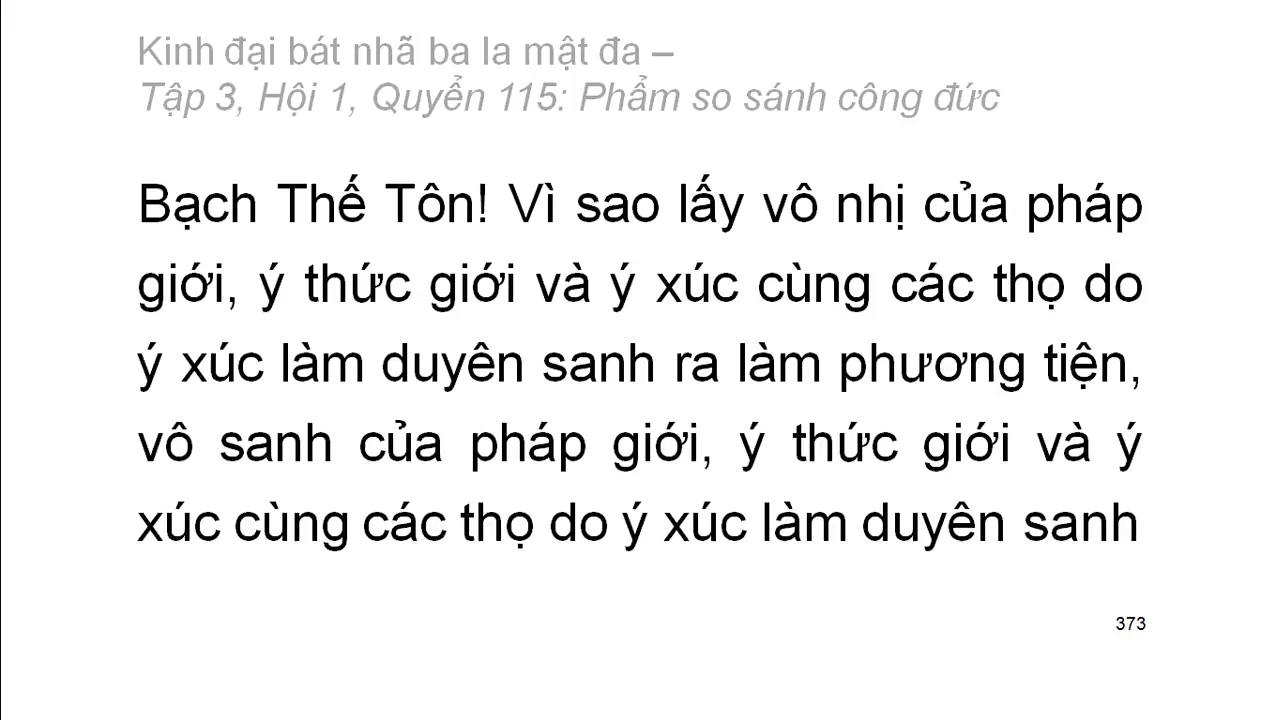 Kinh đại bát nhã ba la mật đa –
Tập 3, Hội 1, Quyển 115: Phẩm so sánh công đức
Bạch Thế Tôn! Vì sao lấy vô nhị của pháp
giới, ý thức giới và ý xúc cùng các thọ do
ý xúc làm duyên sanh ra làm phương tiện,
vô sanh của pháp giới, ý thức giới và ý
xúc cùng các thọ do ý xúc làm duyên sanh
373